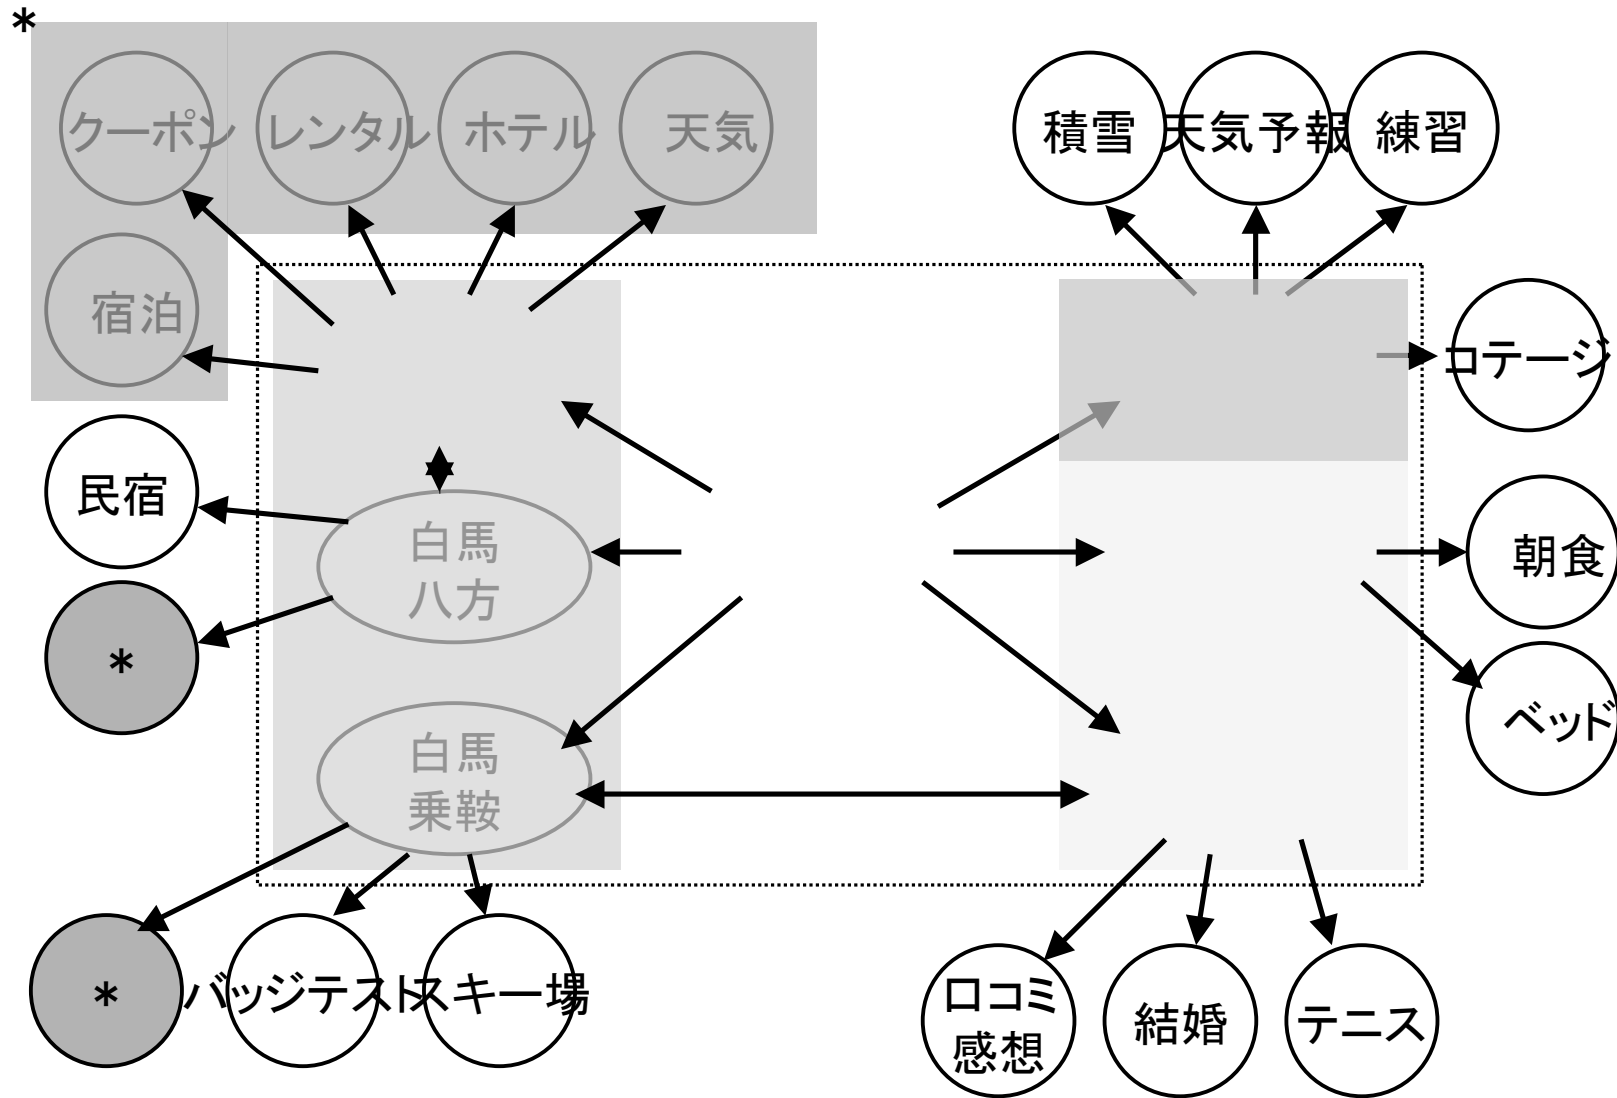 *
クーポン
レンタル
ホテル
天気
積雪
天気予報
練習
宿泊
コテージ
民宿
白馬
八方
朝食
*
ベッド
白馬
乗鞍
*
バッジテスト
スキー場
口コミ
感想
結婚
テニス